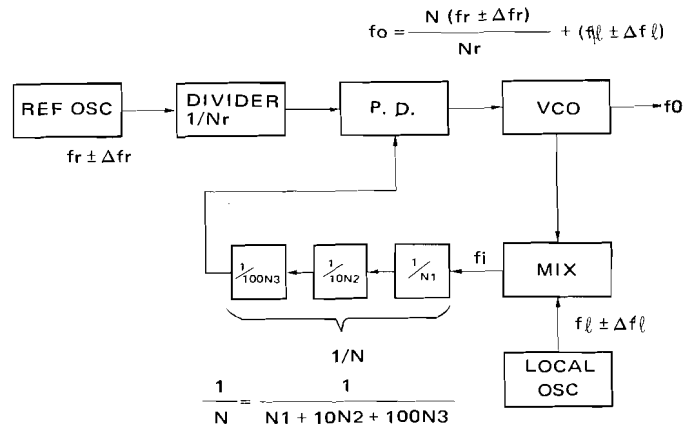 fo = N (fr ± Δfr) / Nr + (fℓ ± Δfℓ)
REF OSC
DIVIDER
1/Nr
P. D.
VCO
f0
fr ± Δfr
1/100N3
1/10N2
1/N1
fi
MIX
fℓ ± Δfℓ
1/N
LOCAL
OSC
1/N = 1 / N1 + 10N2 + 100N3